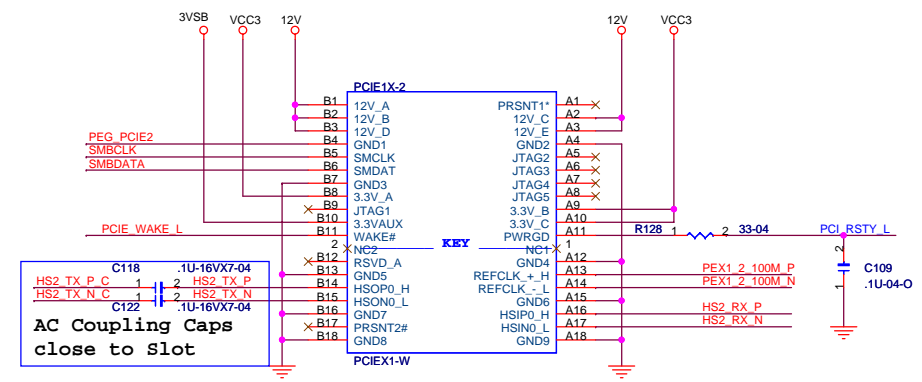 3VSB VCC3 12V 12V VCC3
PCIE1X-2
B1 12V_A PRSNT1* A1
B2 12V_B 12V_C A2
B3 12V_D 12V_E A3
PEG_PCIE2 B4 GND1 GND2 A4
SMBCLK B5 SMCLK JTAG2 A5
SMBDATA B6 SMDAT JTAG3 A6
B7 GND3 JTAG4 A7
B8 3.3V_A JTAG5 A8
B9 JTAG1 3.3V_B A9
B10 3.3VAUX 3.3V_C A10
PCIE_WAKE_L B11 WAKE# PWRGD A11 R128 1 2 33-04 PCI_RSTY_L
2 NC2 KEY NC1 1
B12 RSVD_A GND4 A12
B13 GND5 REFCLK_+_H A13 PEX1_2_100M_P
HS2_TX_P_C C118 1 2 .1U-16VX7-04 HS2_TX_P B14 HSOP0_H REFCLK_-_L A14 PEX1_2_100M_N
HS2_TX_N_C C122 1 2 .1U-16VX7-04 HS2_TX_N B15 HSON0_L GND6 A15
B16 GND7 HSIP0_H A16 HS2_RX_P
B17 PRSNT2# HSIN0_L A17 HS2_RX_N
B18 GND8 GND9 A18
PCIEX1-W
2 C109
1 .1U-04-O
AC Coupling Caps
close to Slot